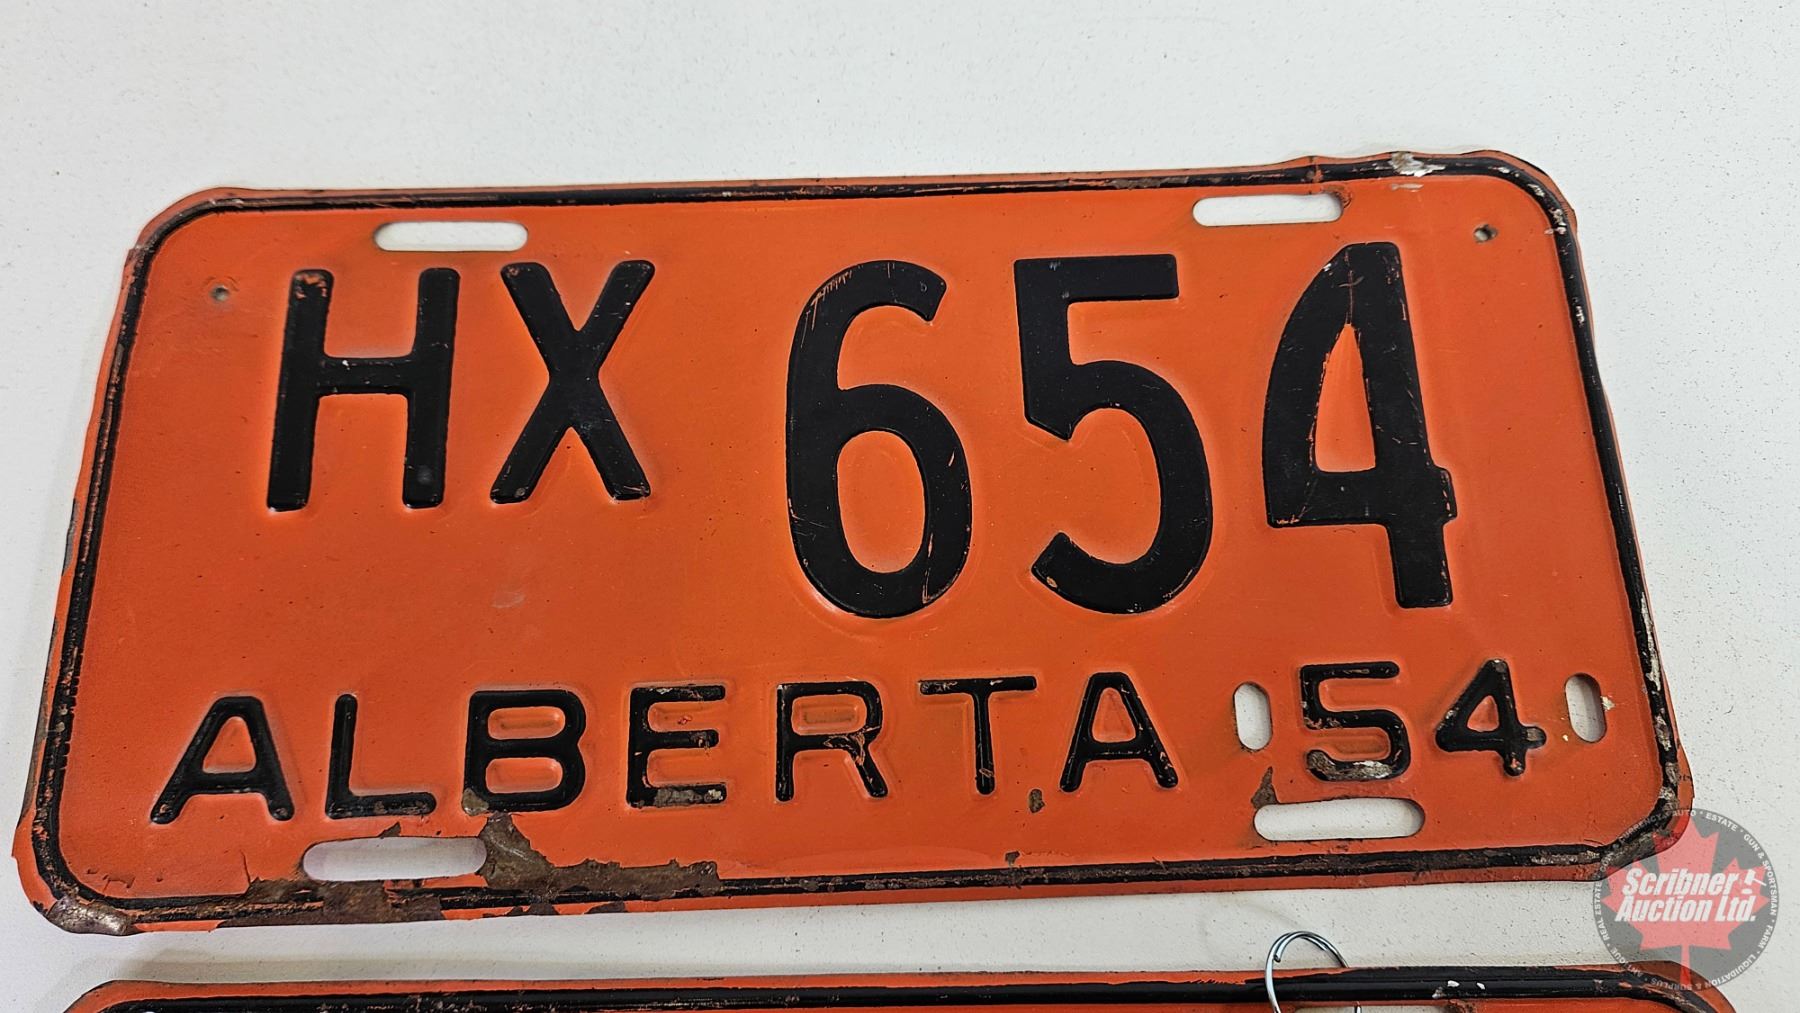 HX 654
ALBERTA 54
Scribner!
Auction Ltd.